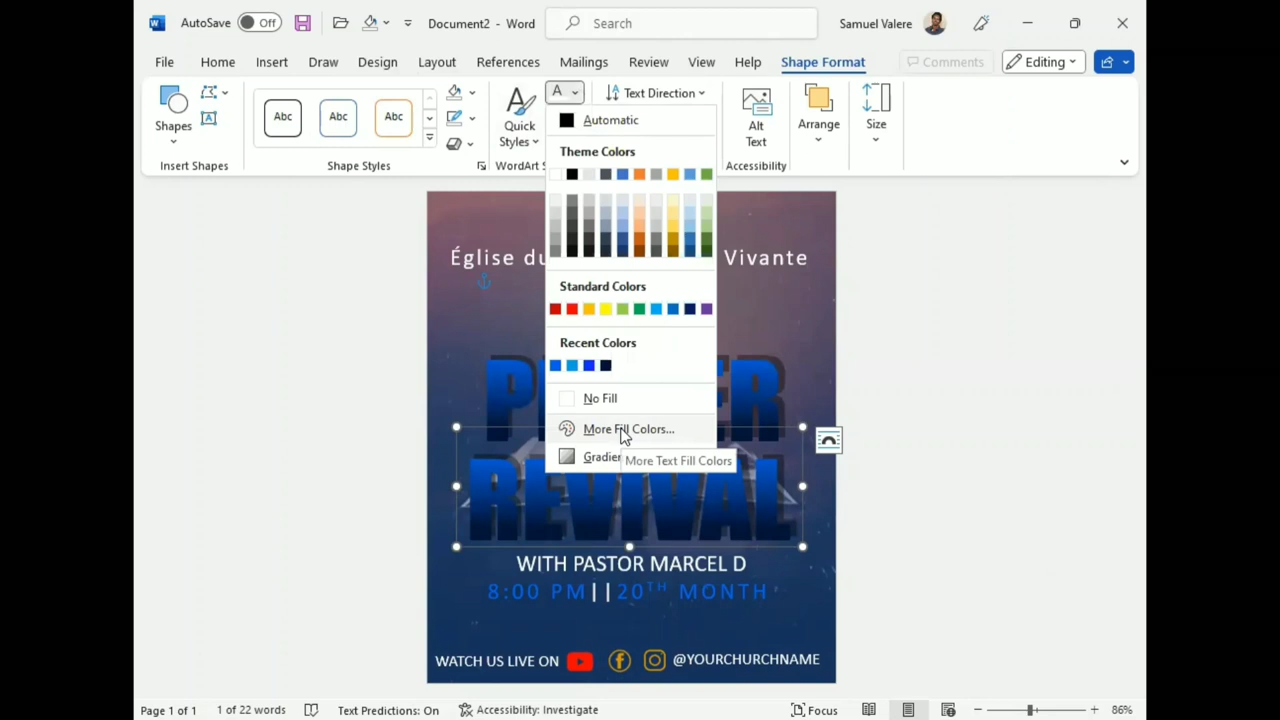 AutoSave Off Document2 - Word Search Samuel Valere
File Home Insert Draw Design Layout References Mailings Review View Help Shape Format Comments Editing
Shapes
Insert Shapes
Abc Abc Abc
Shape Styles
Quick
Styles
WordArt
A
Text Direction
Alt
Text
Accessibility
Arrange
Size
Automatic
Theme Colors
Standard Colors
Recent Colors
No Fill
More Fill Colors...
More Text Fill Colors
Église Vivante
REVIVAL
WITH PASTOR MARCEL D
8:00 PM||20TH MONTH
WATCH US LIVE ON @YOURCHURCHNAME
Page 1 of 1 1 of 22 words Text Predictions: On Accessibility: Investigate Focus 86%